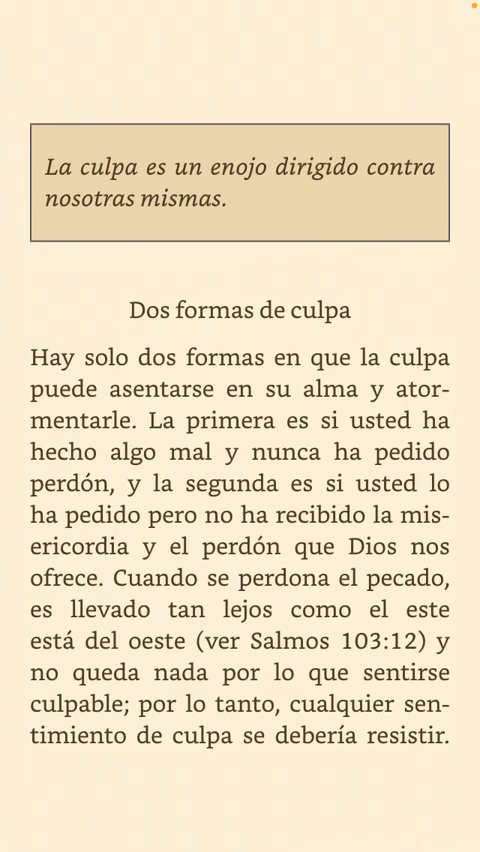 La culpa es un enojo dirigido contra
nosotras mismas.
Dos formas de culpa
Hay solo dos formas en que la culpa
puede asentarse en su alma y ator-
mentarle. La primera es si usted ha
hecho algo mal y nunca ha pedido
perdón, y la segunda es si usted lo
ha pedido pero no ha recibido la mis-
ericordia y el perdón que Dios nos
ofrece. Cuando se perdona el pecado,
es llevado tan lejos como el este
está del oeste (ver Salmos 103:12) y
no queda nada por lo que sentirse
culpable; por lo tanto, cualquier sen-
timiento de culpa se debería resistir.